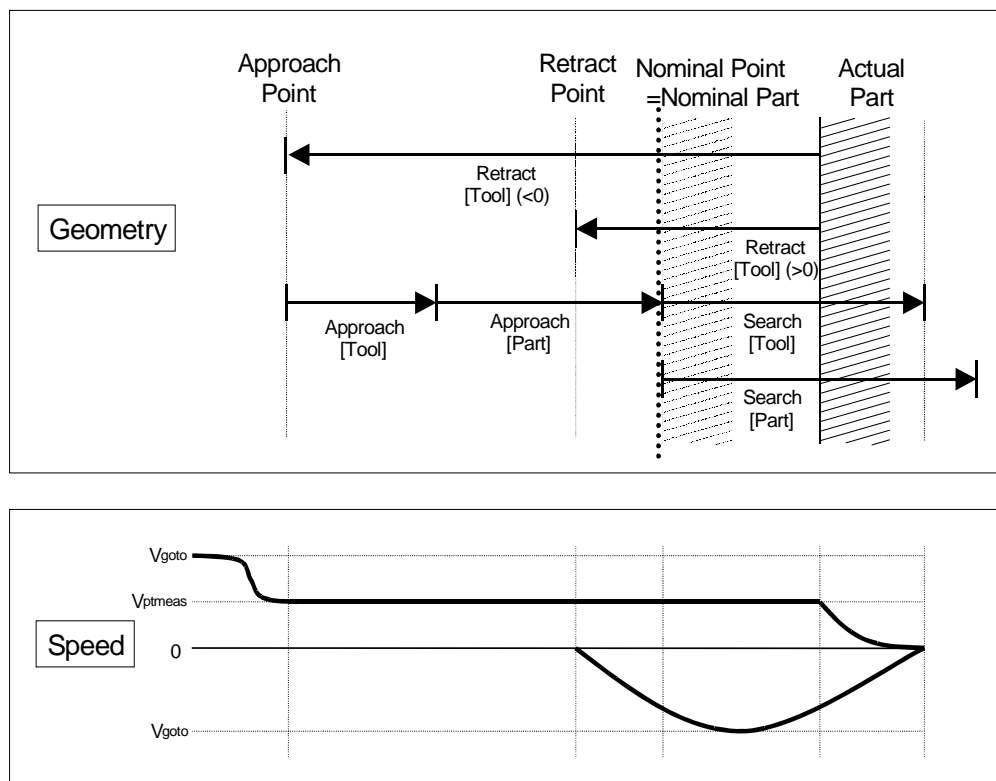 Approach
Point
Retract
Point
Nominal Point
=Nominal Part
Actual
Part
Retract
[Tool] (<0)
Geometry
Retract
[Tool] (>0)
Approach
[Tool]
Approach
[Part]
Search
[Tool]
Search
[Part]
Vgoto
Vptmeas
Speed
0
Vgoto